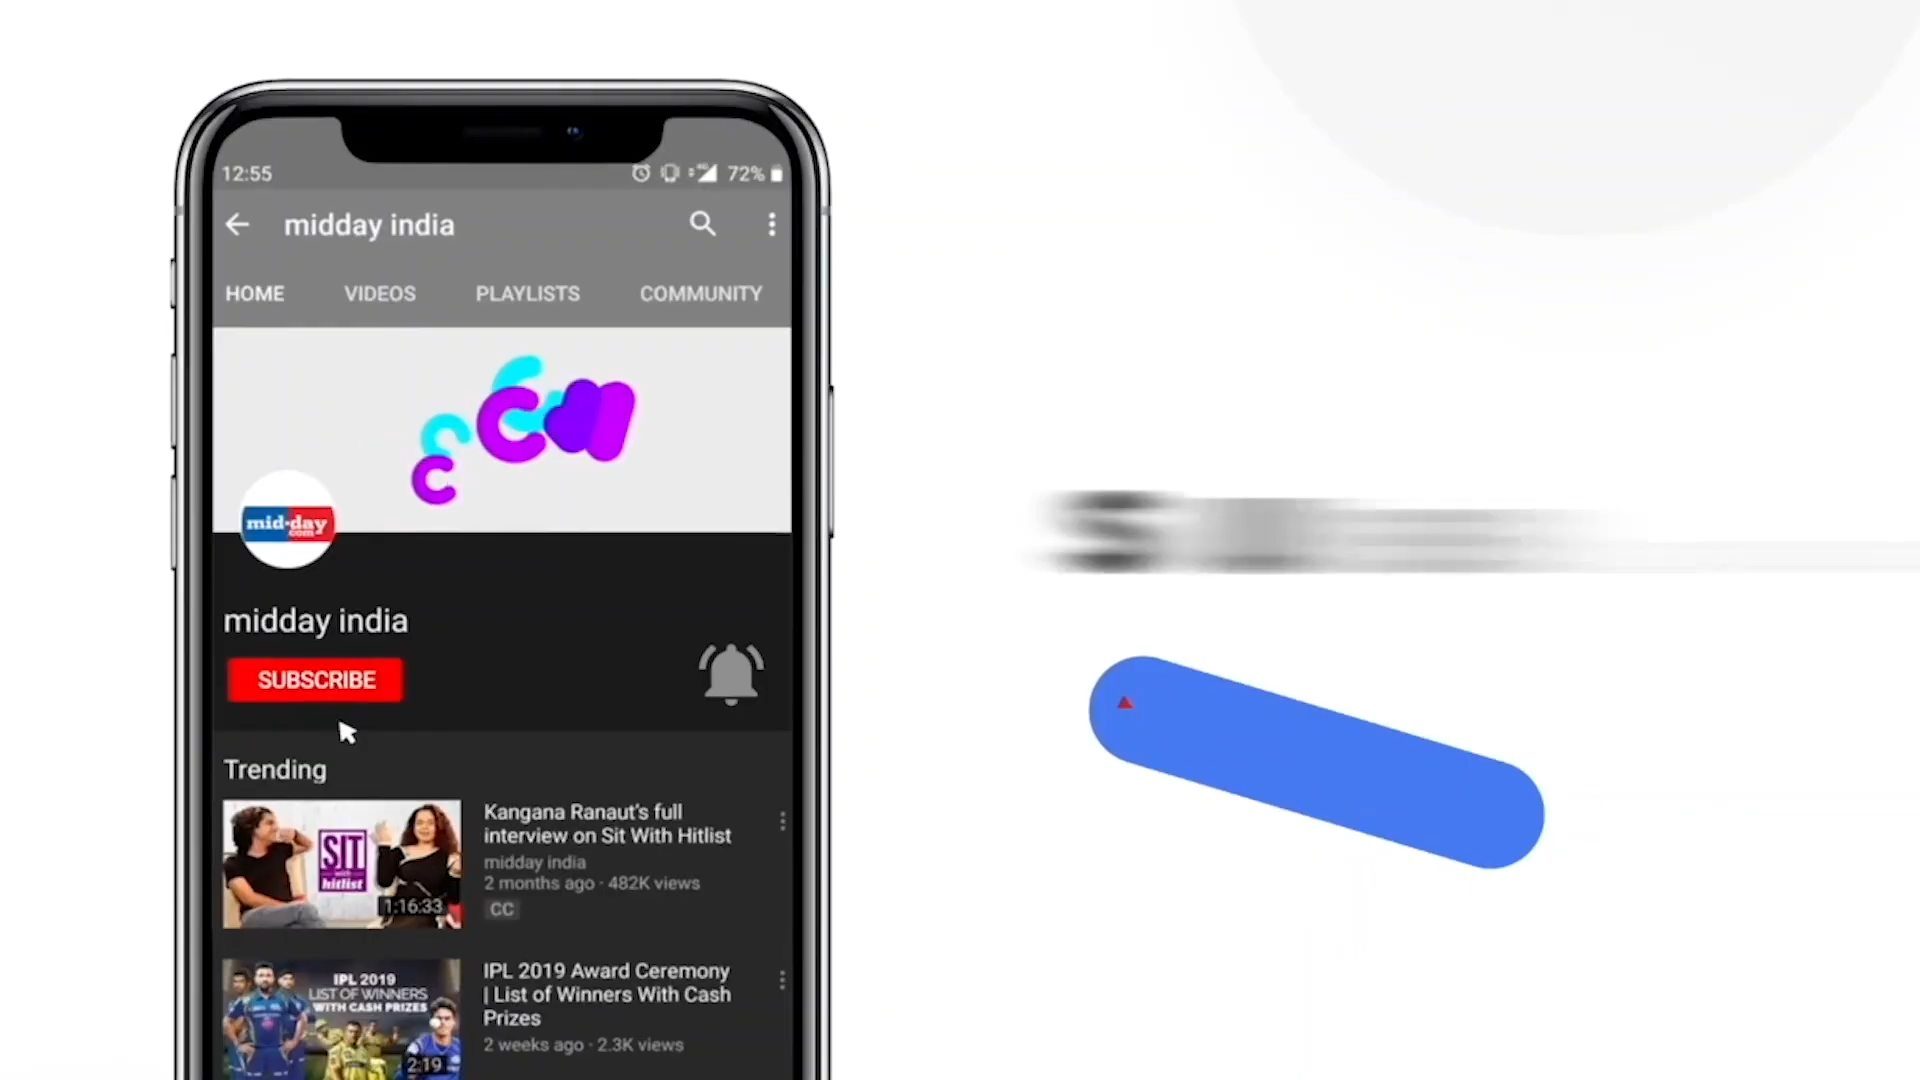 12:55
72%
midday india
HOME VIDEOS PLAYLISTS COMMUNITY
mid-day
.com
midday india
SUBSCRIBE
Trending
SIT
with
hitlist
1:16:33
Kangana Ranaut's full
interview on Sit With Hitlist
midday india
2 months ago · 482K views
CC
IPL 2019
LIST OF WINNERS
WITH CASH PRIZES
2:19
IPL 2019 Award Ceremony
| List of Winners With Cash
Prizes
2 weeks ago · 2.3K views